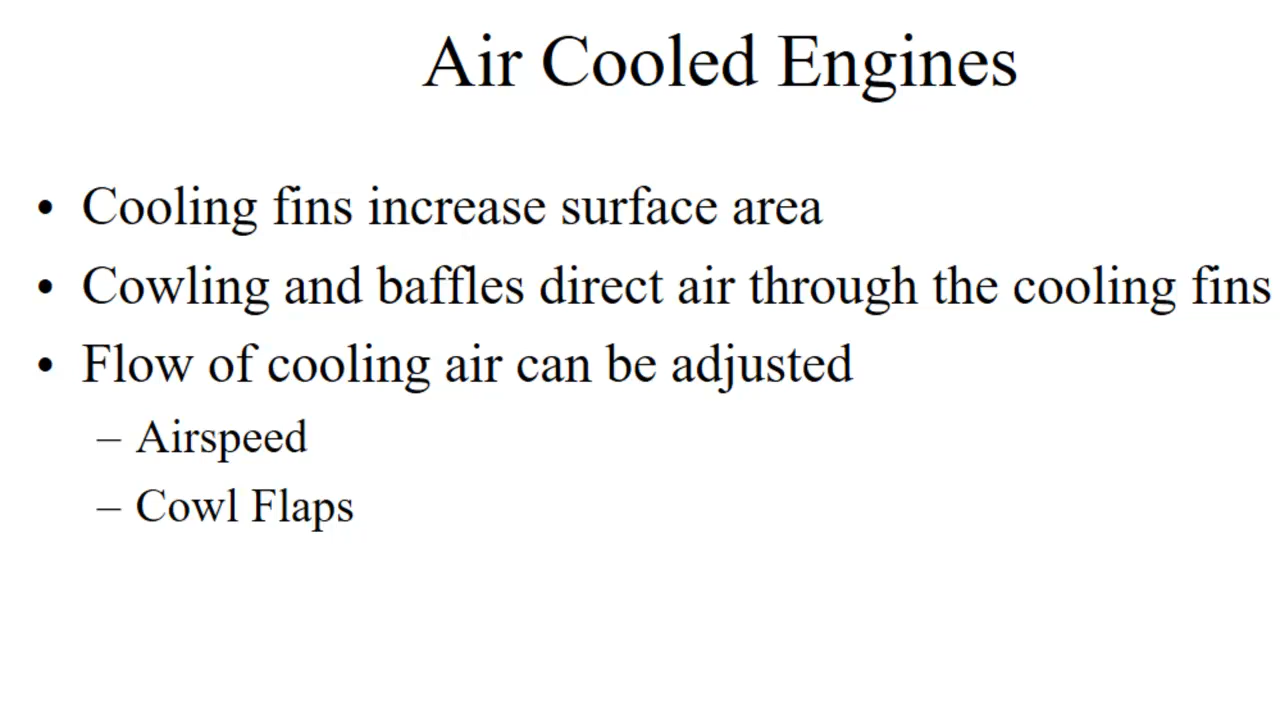 Air Cooled Engines
• Cooling fins increase surface area
• Cowling and baffles direct air through the cooling fins
• Flow of cooling air can be adjusted
– Airspeed
– Cowl Flaps